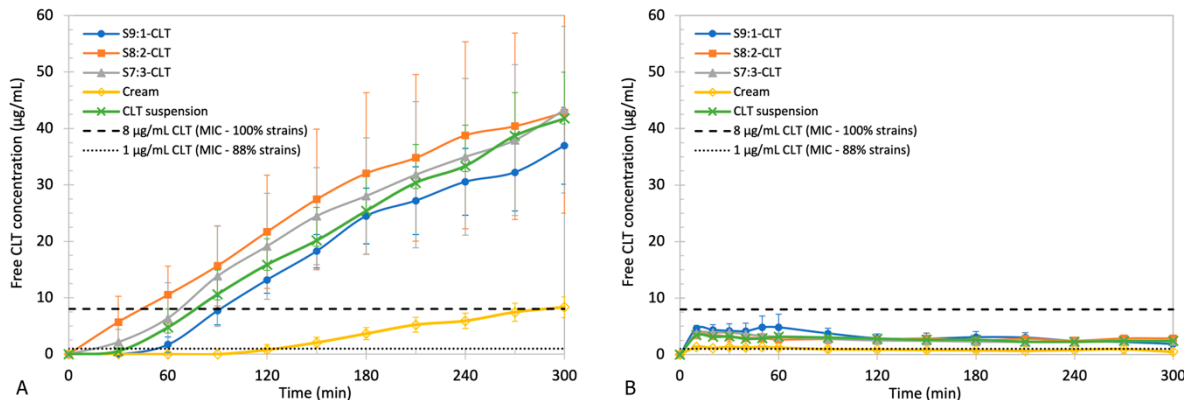 60
50
40
30
20
10
0
Free CLT concentration (µg/mL)
S9:1-CLT
S8:2-CLT
S7:3-CLT
Cream
CLT suspension
8 µg/mL CLT (MIC - 100% strains)
1 µg/mL CLT (MIC - 88% strains)
0 60 120 180 240 300
A Time (min)
60
50
40
30
20
10
0
Free CLT concentration (µg/mL)
S9:1-CLT
S8:2-CLT
S7:3-CLT
Cream
CLT suspension
8 µg/mL CLT (MIC - 100% strains)
1 µg/mL CLT (MIC - 88% strains)
0 60 120 180 240 300
B Time (min)